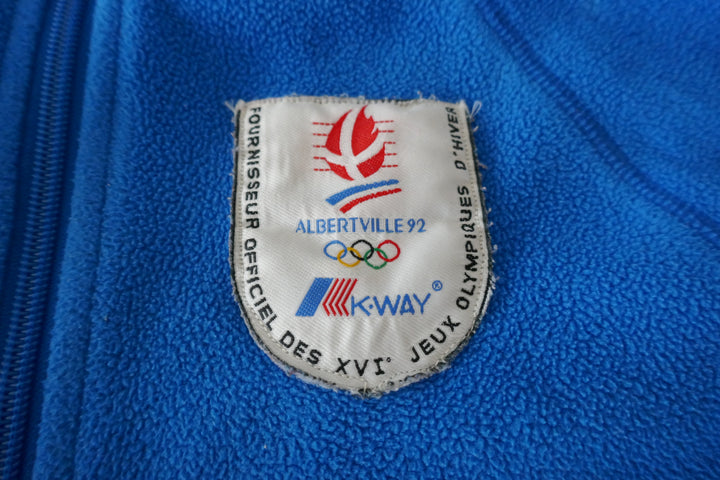 FOURNISSEUR OFFICIEL DES XVI° JEUX OLYMPIQUES D'HIVER
ALBERTVILLE 92
K-WAY®